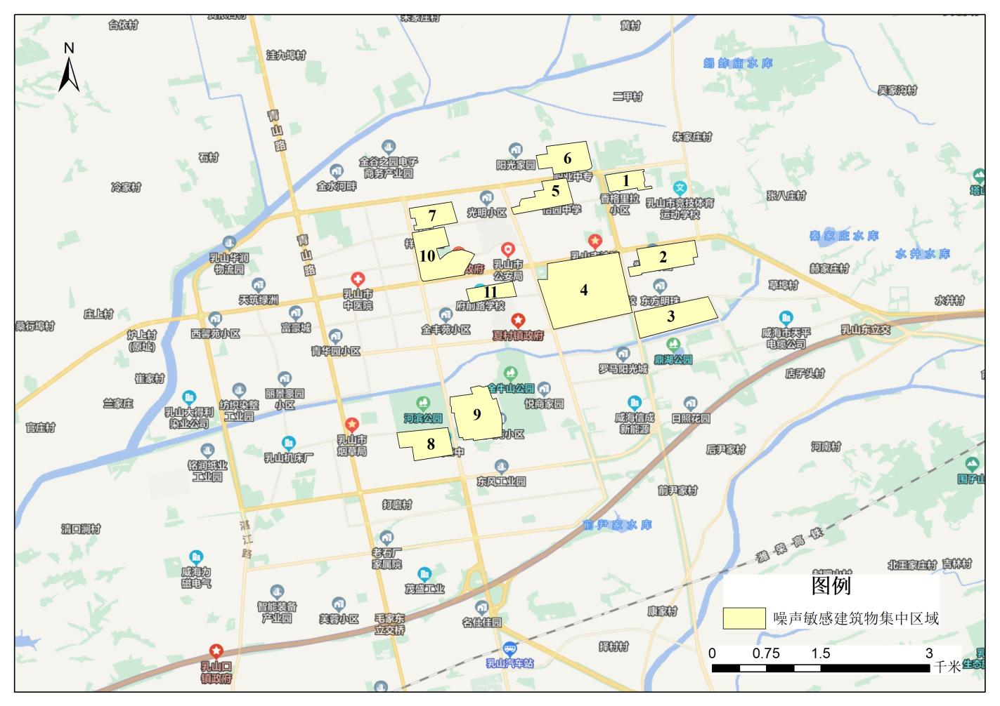 台依村
朱家庄村
黄村
N
洼九埠村
蚂蚱庙水库
吴家沟村
二甲村
青山路
朱家庄村
石村
金谷之园电子
商务产业园
阳光家园
6
职业中专
冷家村
金水河畔
1
5
香格里拉
小区
乳山市竞技体育
运动学校
张八庄村
光明小区
怡园中学
7
青山路
秦家庄水库
水井水库
乳山华润
物流园
10
乳山市
公安局
2
赫家庄村
乳山市
中医院
天筑绿洲
11
府前路学校
4
东方明珠
草埠村
水井村
庄上村
富豪城
金丰苑小区
夏村镇政府
3
桑行埠村
炉上村
(原址)
西馨苑小区
青华园小区
威海市天平
电缆公司
乳山东立交
鼎湖公园
罗马阳光城
店子头村
崔家村
丽景豪园
小区
金牛山公园
悦商家园
兰家庄
乳山大得利
染业公司
纺织染整
工业园
河滨公园
9
威海信成
新能源
日照花园
官庄村
乳山市
烟草局
8
乳山机床厂
后尹家村
河南村
铭润纸业
工业园
东风工业园
围子山
前尹家村
打磨村
清口涧村
湛江路
前尹家水库
老石厂
家属院
潍荣高铁
威海力
磁电气
茂盛工业
北王家庄村
吉林村
图例
智能装备
产业园
芙蓉小区
毛家东
立交桥
名仕佳园
康家村
噪声敏感建筑物集中区域
择村村
0 0.75 1.5 3
千米
乳山口
镇政府
乳山汽车站